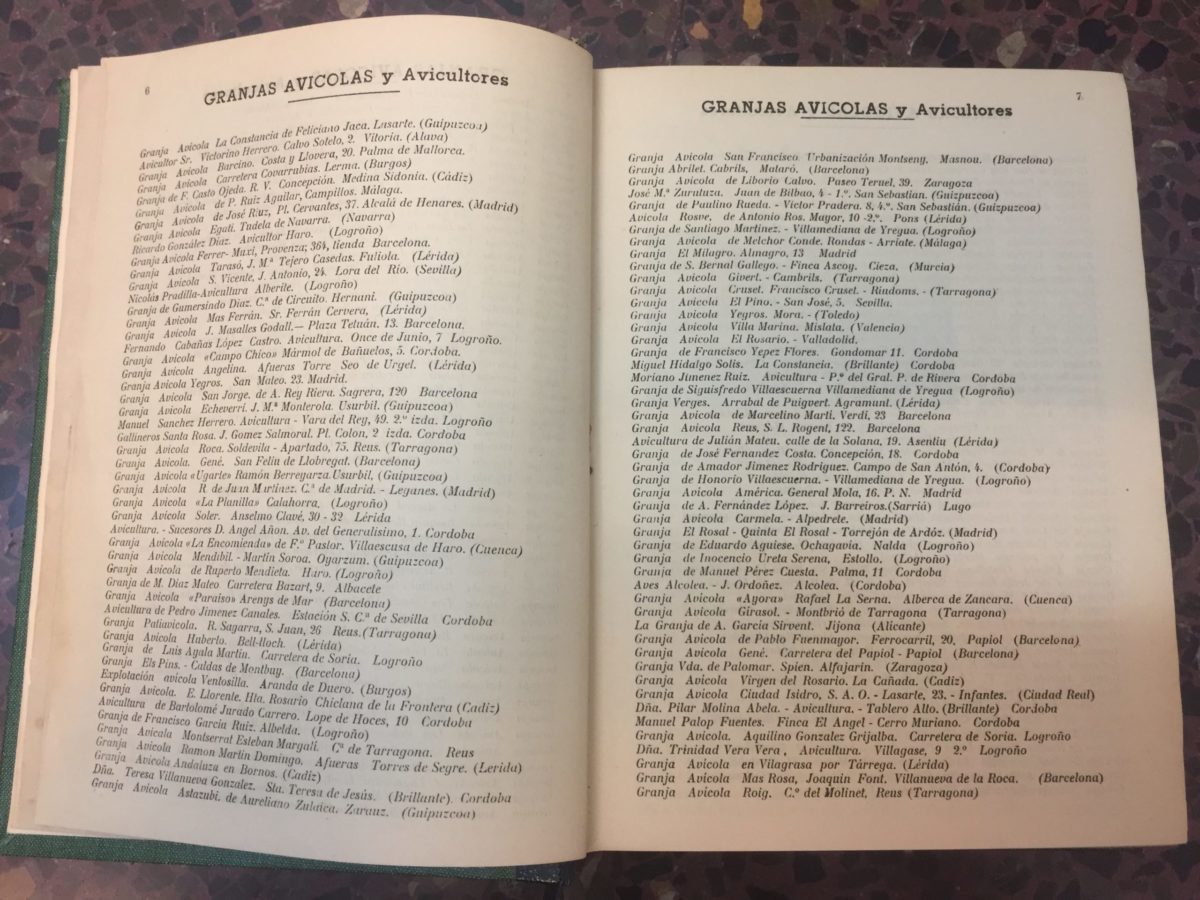 6
GRANJAS AVICOLAS y Avicultores
Granja Avicola La Constancia de Feliciano Jaca. Lasarte. (Guipuzcoa)
Avicultor Sr. Victorino Herrero. Calvo Sotelo, 2. Vitoria. (Alava)
Granja Avicola Barcino. Costa y Llovera, 20. Palma de Mallorca.
Granja Avicola Carretera Covarrubias. Lerma. (Burgos)
Granja de F. Casto Ojeda. R. V. Concepción. Medina Sidonia. (Cádiz)
Granja Avicola de P. Ruiz Aguilar, Campillos. Málaga.
Granja Avicola de José Ruz, Pl. Cervantes, 37. Alcalá de Henares. (Madrid)
Granja Avicola Egati. Tudela de Navarra. (Navarra)
Ricardo González Díaz. Avicultor Haro. (Logroño)
Granja Avicola Ferrer- Maxi, Provenza; 364, tienda Barcelona.
Granja Avicola Tarasó, J. Mª Tejero Casedas. Fuliola. (Lérida)
Granja Avicola S. Vicente, J. Antonio, 24. Lora del Rio. (Sevilla)
Nicolás Pradilla-Avicultura Alberite. (Logroño)
Granja de Gumersindo Diaz. C.ª de Circuito. Hernani. (Guipuzcoa)
Granja Avicola Mas Ferrán. Sr. Ferrán Cervera, (Lérida)
Granja Avicola J. Masalles Godall.— Plaza Tetuán. 13. Barcelona.
Fernando Cabañas López Castro. Avicultura. Once de Junio, 7 Logroño.
Granja Avicola «Campo Chico» Mármol de Bañuelos, 5. Cordoba.
Granja Avicola Angelina. Afueras Torre Seo de Urgel. (Lérida)
Granja Avicola Yegros. San Mateo. 23. Madrid.
Granja Avicola San Jorge. de A. Rey Riera. Sagrera, 120 Barcelona
Granja Avicola Echeverri. J. M.ª Monterola. Usurbil. (Guipuzcoa)
Manuel Sanchez Herrero. Avicultura - Vara del Rey, 49. 2.º izda. Logroño
Gallineros Santa Rosa. J. Gomez Salmoral. Pl. Colon, 2 izda. Cordoba
Granja Avicola Roca. Soldevila - Apartado, 75. Reus. (Tarragona)
Granja Avicola. Gené. San Feliu de Llobregat. (Barcelona)
Granja Avicola «Ugarte» Ramón Berreyarza Usurbil, (Guipuzcoa)
Granja Avicola R. de Juan Martínez. C.ª de Madrid. - Leganes. (Madrid)
Granja Avicola «La Planilla» Calahorra, (Logroño)
Granja Avicola Soler. Anselmo Clavé, 30 - 32 Lérida
Avicultura. - Sucesores D. Angel Añon. Av. del Generalisimo, 1. Cordoba
Granja Avicola «La Encomienda» de F.º Pastor. Villaescusa de Haro. (Cuenca)
Granja Avicola Mendibil. - Martin Soroa. Oyarzum. (Guipuzcoa)
Granja Avicola de Ruperto Mendieta. Haro. (Logroño)
Granja de M. Diaz Mateo Carretera Bazart, 9. Albacete
Granja Avicola «Paraiso» Arengs de Mar (Barcelona)
Avicultura de Pedro Jimenez Canales. Estación S. C.ª de Sevilla Cordoba
Granja Paliavicola. R. Sagarra, S. Juan, 26 Reus. (Tarragona)
Granja Avicola Haberlo. Bell-lloch. (Lérida)
Granja de Luis Ayala Martin. Carretera de Soria. Logroño
Granja Els Pins. - Caldas de Montbuy. (Barcelona)
Explotación avicola Ventosilla. Aranda de Duero. (Burgos)
Granja Avicola. E. Llorente. Hta. Rosario Chiclana de la Frontera (Cadiz)
Avicultura de Bartolomé Jurado Carrero. Lope de Hoces, 10 Cordoba
Granja de Francisco García Ruiz. Albelda. (Logroño)
Granja Avicola Montserrat Esteban Margali. C.ª de Tarragona. Reus
Granja Avicola Ramon Martin Domingo. Afueras Torres de Segre. (Lerida)
Granja Avicola Andaluza en Bornos. (Cadiz)
Dña. Teresa Villanueva Gonzalez. Sta. Teresa de Jesús. (Brillante). Cordoba
Granja Avicola Astazubi. de Aureliano Zulaica. Zarauz. (Guipuzcoa)
7
GRANJAS AVICOLAS y Avicultores
Granja Avicola San Francisco. Urbanización Montseny. Masnou. (Barcelona)
Granja Abrilet. Cabrils, Mataró. (Barcelona)
Granja Avicola de Liborio Calvo. Paseo Teruel, 39. Zaragoza
José M.ª Zarutuza. Juan de Bilbao, 4 - 1.º. San Sebastian. (Guizpuzcoa)
Granja de Paulino Rueda. - Victor Pradera. 8, 4.º. San Sebastián. (Guizpuzcoa)
Avicola Rosve, de Antonio Ros. Mayor, 10 -2.º. Pons (Lérida)
Granja de Santiago Martinez. - Villamediana de Yregua. (Logroño)
Granja Avicola de Melchor Conde. Rondas - Arriate. (Málaga)
Granja El Milagro. Almagro, 13 Madrid
Granja de S. Bernal Gallego. - Finca Ascoy. Cieza, (Murcia)
Granja Avicola Givert. - Cambrils. (Tarragona)
Granja Avicola Cruset. Francisco Cruset. - Riudoms. - (Tarragona)
Granja Avicola El Pino. - San José, 5. Sevilla.
Granja Avicola Yegros. Mora. - (Toledo)
Granja Avicola Villa Marina. Mislata. (Valencia)
Granja Avicola El Rosario. - Valladolid.
Granja de Francisco Yepez Flores. Gondomar 11. Cordoba
Miguel Hidalgo Solis. La Constancia. (Brillante) Cordoba
Moriano Jimenez Ruiz. Avicultura - P.º del Gral. P. de Rivera Cordoba
Granja de Siguisfredo Villaescuerna Villamediana de Yregua (Logroño)
Granja Verges. Arrabal de Puigvert. Agramunt. (Lérida)
Granja Avicola de Marcelino Marti. Verdi, 23 Barcelona
Granja Avicola Reus, S. L. Rogent, 122. Barcelona
Avicultura de Julián Mateu. calle de la Solana, 19. Asentiu (Lérida)
Granja de José Fernandez Costa. Concepción, 18. Cordoba
Granja de Amador Jimenez Rodriguez. Campo de San Antón, 4. (Cordoba)
Granja de Honorio Villaescuerna. - Villamediana de Yregua. (Logroño)
Granja Avicola América. General Mola, 16. P. N. Madrid
Granja de A. Fernández López. J. Barreiros. (Sarriá) Lugo
Granja Avicola Carmela. - Alpedrete. (Madrid)
Granja El Rosal - Quinta El Rosal - Torrejón de Ardóz. (Madrid)
Granja de Eduardo Aguiese. Ochagavia. Nalda (Logroño)
Granja de Inocencio Ureta Serena, Estollo. (Logroño)
Granja de Manuel Pérez Cuesta. Palma, 11 Cordoba
Aves Alcolea. - J. Ordoñez. Alcolea. (Cordoba)
Granja Avicola «Ayora» Rafael La Serna. Alberca de Zancara. (Cuenca)
Granja Avicola Girasol. - Montbrió de Tarragona (Tarragona)
La Granja de A. Garcia Sirvent. Jijona (Alicante)
Granja Avicola de Pablo Fuenmayor. Ferrocarril, 20, Papiol (Barcelona)
Granja Avicola Gené. Carretera del Papiol - Papiol (Barcelona)
Granja Vda. de Palomar. Spien. Alfajarin. (Zaragoza)
Granja Avicola Virgen del Rosario. La Cañada. (Cadiz)
Granja Avicola Ciudad Isidro, S. A. O. - Lasarte, 23. - Infantes. (Ciudad Real)
Dña. Pilar Molina Abela. - Avicultura. - Tablero Alto. (Brillante) Cordoba
Manuel Palop Fuentes. Finca El Angel - Cerro Muriano. Cordoba
Granja Avicola. Aquilino Gonzalez Grijalba. Carretera de Soria. Logroño
Dña. Trinidad Vera Vera, Avicultura. Villagase, 9 2.º Logroño
Granja Avicola en Vilagrasa por Tárrega. (Lérida)
Granja Avicola Mas Rosa, Joaquin Font. Villanueva de la Roca. (Barcelona)
Granja Avicola Roig. C.º del Molinet, Reus (Tarragona)